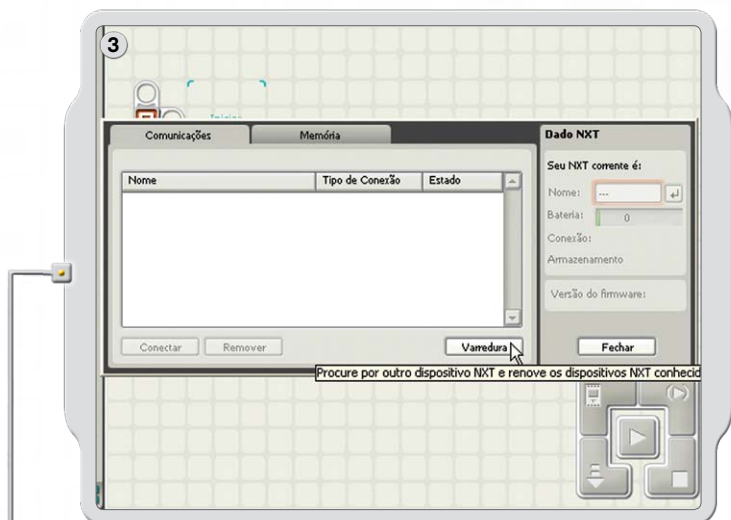 3
Início
Comunicações
Memória
Nome
Tipo de Conexão
Estado
Conectar
Remover
Varredura
Dado NXT
Seu NXT corrente é:
Nome: ---
Bateria: 0
Conexão:
Armazenamento
Versão do firmware:
Fechar
Procure por outro dispositivo NXT e renove os dispositivos NXT conhecid